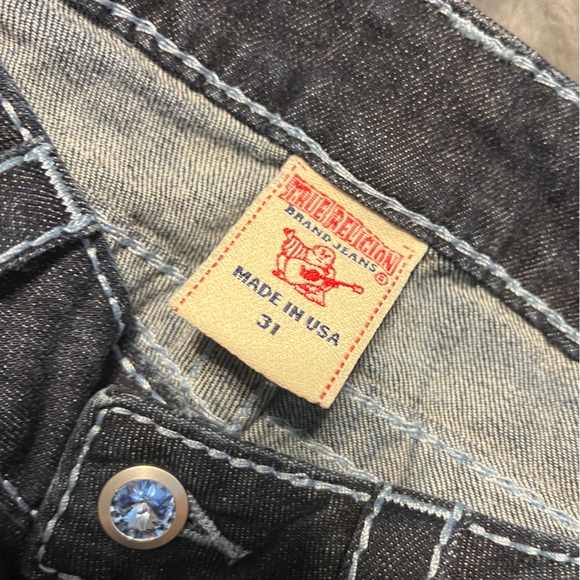 TRUE RELIGION
BRAND JEANS
®
MADE IN USA
31